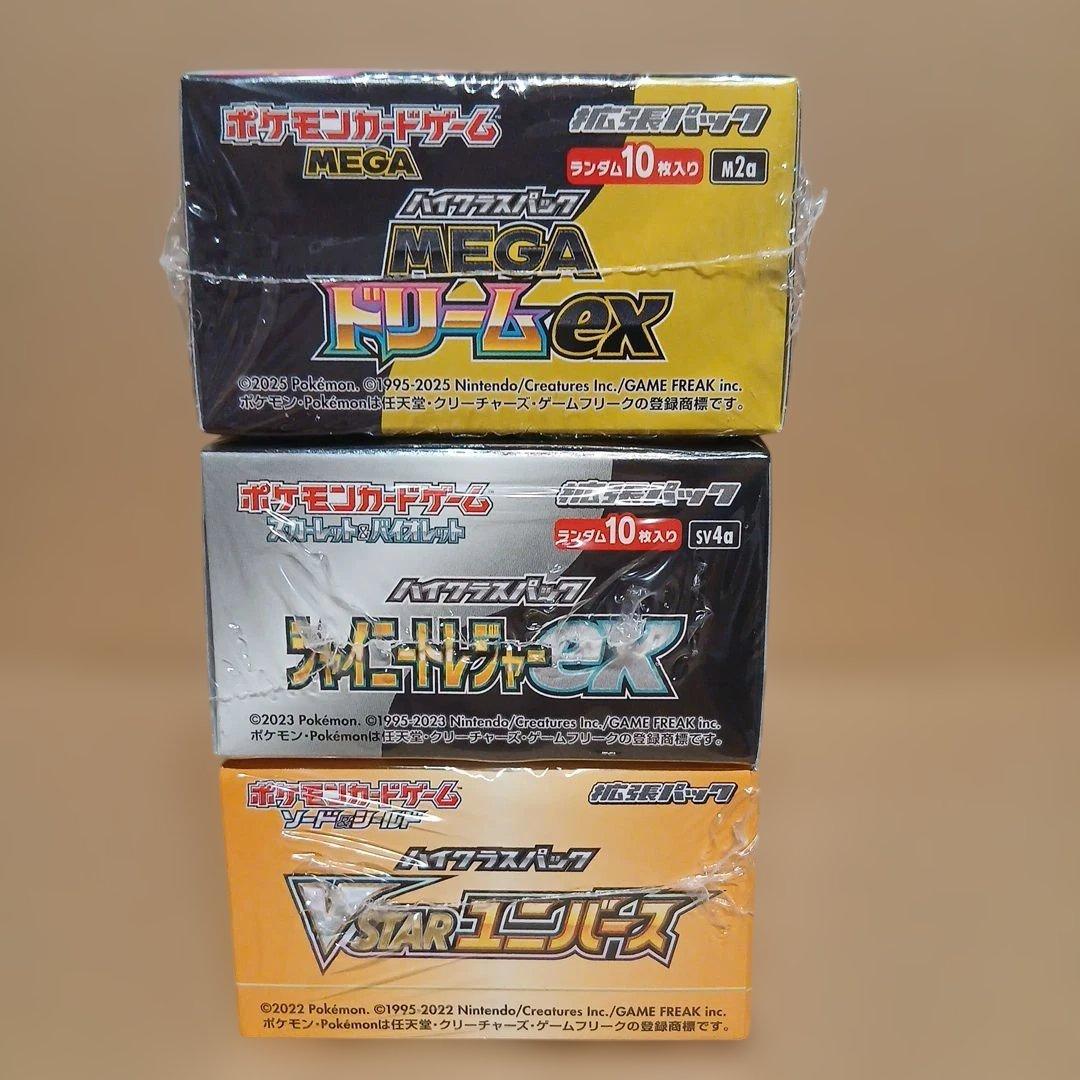 ポケモンカードゲーム
MEGA
拡張パック
ランダム10枚入り M2a
ハイクラスパック
MEGA
ドリームex
©2025 Pokémon. ©1995-2025 Nintendo/Creatures Inc./GAME FREAK inc.
ポケモン・Pokémonは任天堂・クリーチャーズ・ゲームフリークの登録商標です。
ポケモンカードゲーム
スカーレット&バイオレット
拡張パック
ランダム10枚入り SV4a
ハイクラスパック
シャイニートレジャーex
©2023 Pokémon. ©1995-2023 Nintendo/Creatures Inc./GAME FREAK inc.
ポケモン・Pokémonは任天堂・クリーチャーズ・ゲームフリークの登録商標です。
ポケモンカードゲーム
ソード&シールド
拡張パック
ハイクラスパック
VSTARユニバース
©2022 Pokémon. ©1995-2022 Nintendo/Creatures Inc./GAME FREAK inc.
ポケモン・Pokémonは任天堂・クリーチャーズ・ゲームフリークの登録商標です。